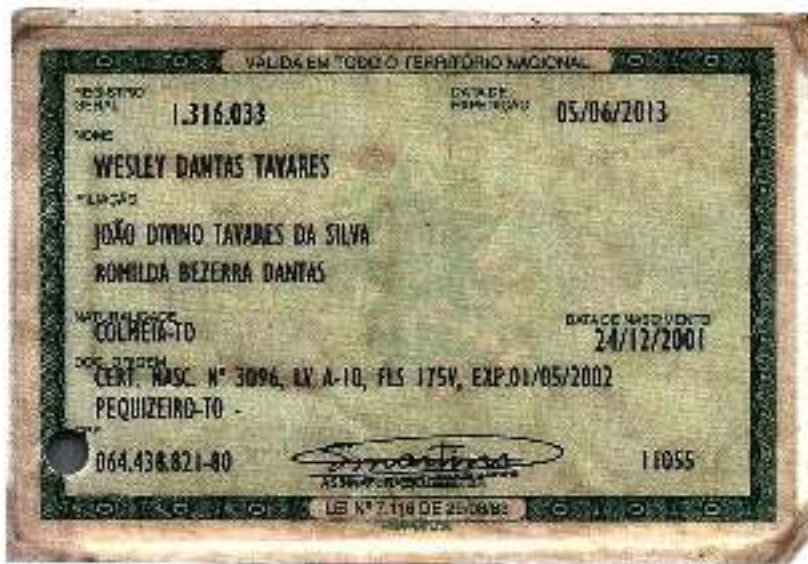 VÁLIDA EM TODO O TERRITÓRIO NACIONAL
REGISTRO GERAL 1.316.033 DATA DE EXPEDIÇÃO 05/06/2013
NOME
WESLEY DANTAS TAVARES
FILIAÇÃO
JOÃO DIVINO TAVARES DA SILVA
ROMILDA BEZERRA DANTAS
NATURALIDADE DATA DE NASCIMENTO
COLMEIA-TO 24/12/2001
DOC. ORIGEM
CERT. NASC. Nº 3096, LV A-10, FLS 175V, EXP.01/05/2002
PEQUIZEIRO-TO -
CPF
064.438.821-80 11055
LEI Nº 7.116 DE 29/08/83